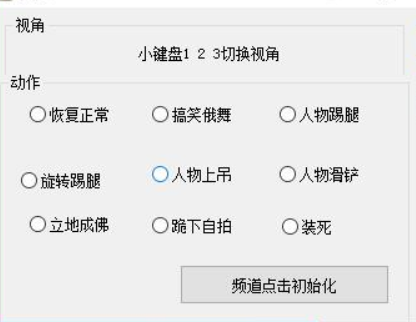 视角
小键盘1 2 3切换视角
动作
恢复正常 搞笑俄舞 人物踢腿
旋转踢腿 人物上吊 人物滑铲
立地成佛 跪下自拍 装死
频道点击初始化